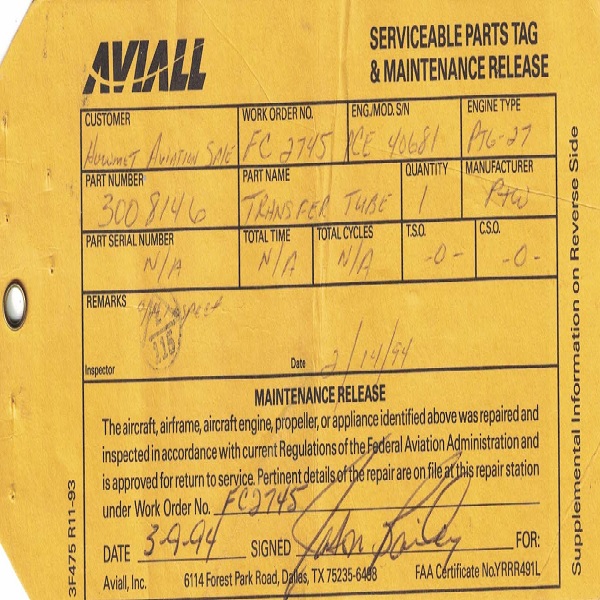 AVIALL
SERVICEABLE PARTS TAG
& MAINTENANCE RELEASE
CUSTOMER
WORK ORDER NO.
ENG./MOD. S/N
ENGINE TYPE
Howmet Aviation
FC 2745
PCE 40681
PT6-27
PART NUMBER
PART NAME
QUANTITY
MANUFACTURER
3008146
TRANSFER TUBE
1
P+W
PART SERIAL NUMBER
TOTAL TIME
TOTAL CYCLES
T.S.O.
C.S.O.
N/A
N/A
N/A
-0-
-0-
REMARKS
115
Inspector
Date 2/14/94
MAINTENANCE RELEASE
The aircraft, airframe, aircraft engine, propeller, or appliance identified above was repaired and
inspected in accordance with current Regulations of the Federal Aviation Administration and
is approved for return to service. Pertinent details of the repair are on file at this repair station
under Work Order No. FC2745
DATE 3-9-94 SIGNED Jason Bailey FOR:
Aviall, Inc. 6114 Forest Park Road, Dallas, TX 75235-6498 FAA Certificate No.YRRR491L
3F475 R11-93
Supplemental Information on Reverse Side